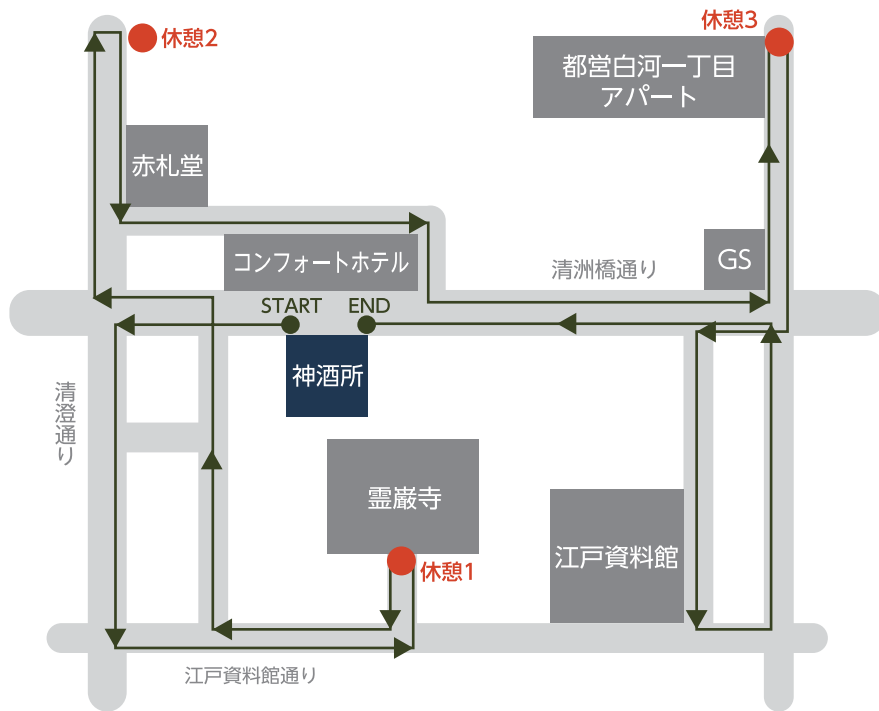 休憩2
休憩3
都営白河一丁目
アパート
赤札堂
コンフォートホテル
清洲橋通り
GS
START
END
神酒所
清澄通り
霊巌寺
江戸資料館
休憩1
江戸資料館通り